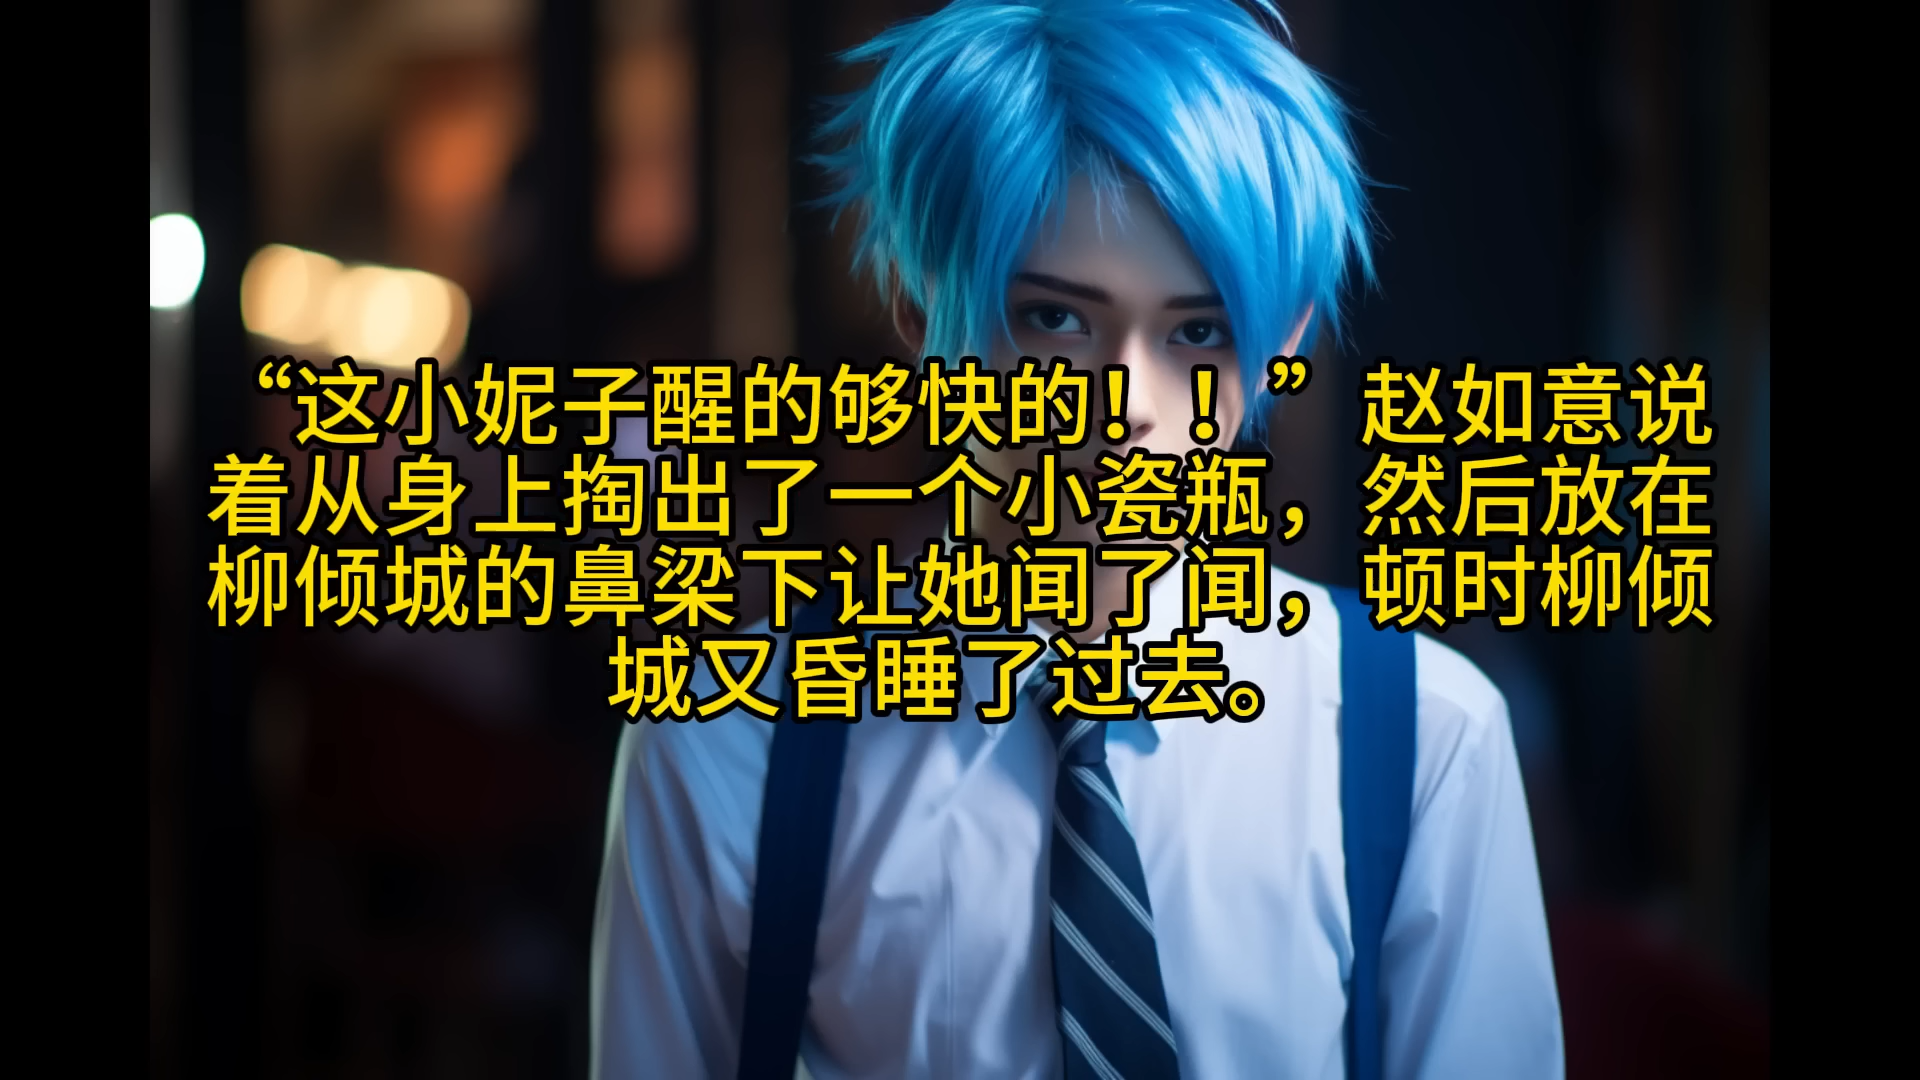 “这小妮子醒的够快的！！”赵如意说
着从身上掏出了一个小瓷瓶，然后放在
柳倾城的鼻梁下让她闻了闻，顿时柳倾
城又昏睡了过去。